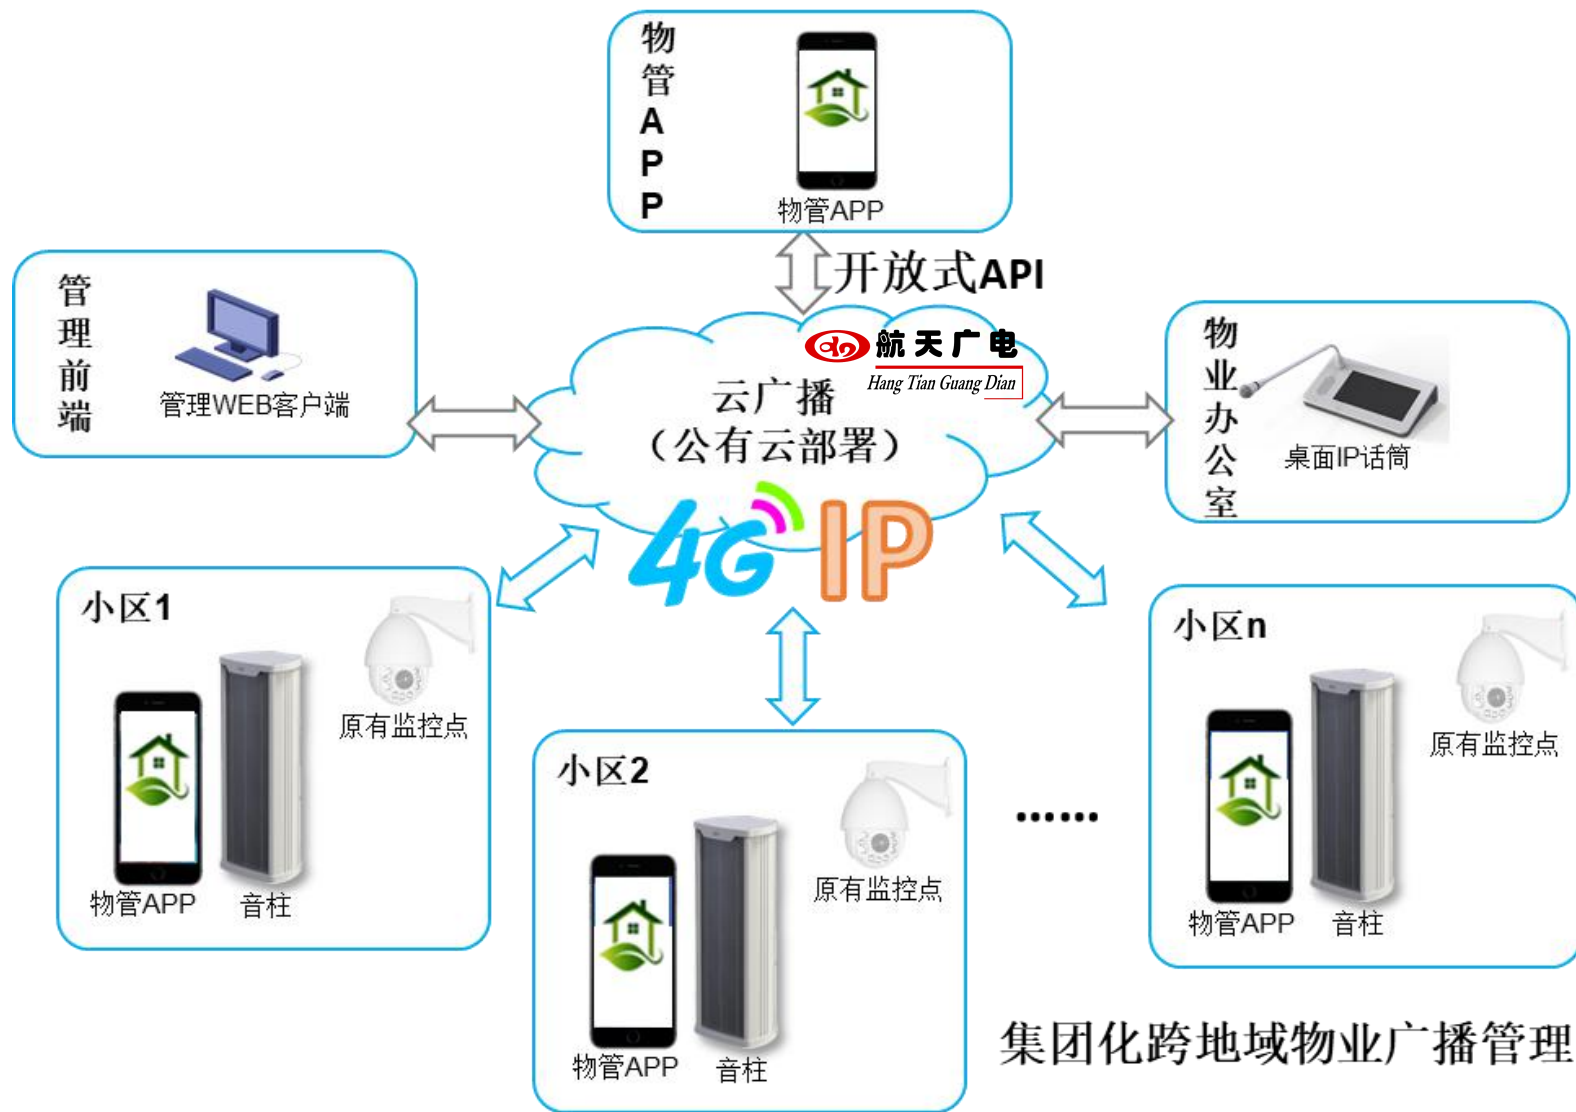 物管APP
物管APP
开放式API
管理前端
管理WEB客户端
航天广电
Hang Tian Guang Dian
云广播
（公有云部署）
4G IP
物业办公室
桌面IP话筒
小区1
原有监控点
物管APP
音柱
小区2
原有监控点
物管APP
音柱
······
小区n
原有监控点
物管APP
音柱
集团化跨地域物业广播管理